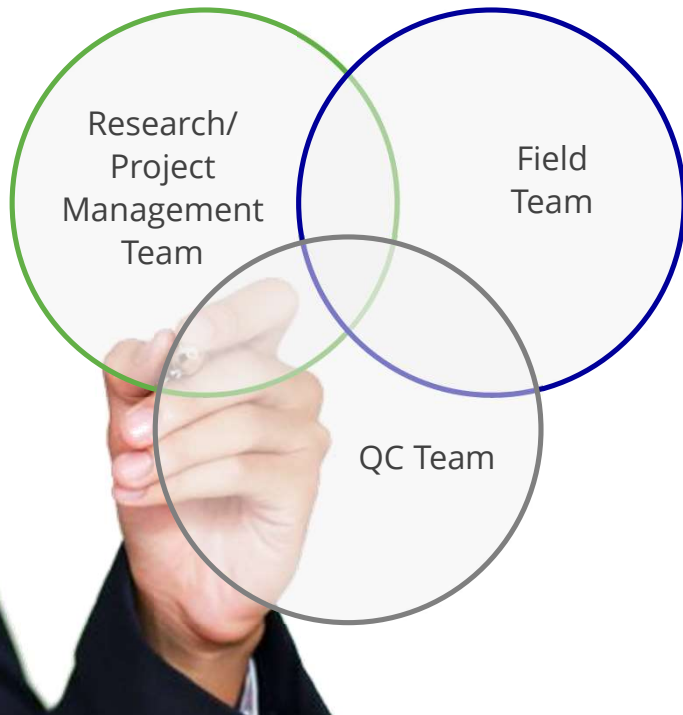 Research/
Project
Management
Team
Field
Team
QC Team